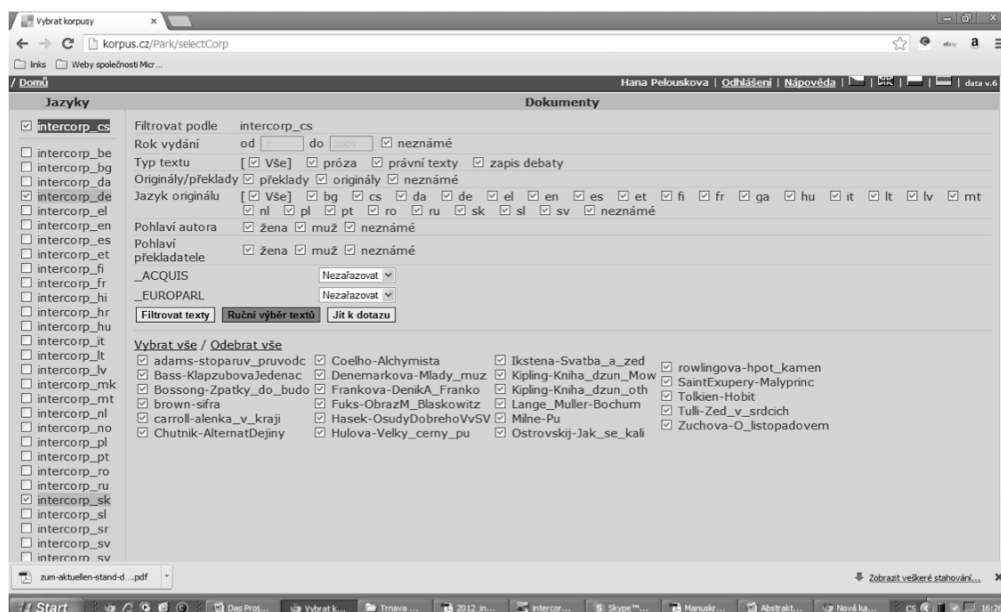 Vybrat korpusy
korpus.cz/Park/selectCorp
links Weby společnosti Micr...
/ Domů
Hana Pelouskova | Odhlášení | Nápověda | data v.6
Jazyky
Dokumenty
intercorp_cs
intercorp_be
intercorp_bg
intercorp_da
intercorp_de
intercorp_el
intercorp_en
intercorp_es
intercorp_et
intercorp_fi
intercorp_fr
intercorp_hi
intercorp_hr
intercorp_hu
intercorp_it
intercorp_lt
intercorp_lv
intercorp_mk
intercorp_mt
intercorp_nl
intercorp_no
intercorp_pl
intercorp_pt
intercorp_ro
intercorp_ru
intercorp_sk
intercorp_sl
intercorp_sr
intercorp_sv
intercorp_sv
Filtrovat podle intercorp_cs
Rok vydání od ? do 2009 neznámé
Typ textu [ Vše] próza právní texty zapis debaty
Originály/překlady překlady originály neznámé
Jazyk originálu [ Vše] bg cs da de el en es et fi fr ga hu it lt lv mt
nl pl pt ro ru sk sl sv neznámé
Pohlaví autora žena muž neznámé
Pohlaví
překladatele žena muž neznámé
_ACQUIS Nezařazovat
_EUROPARL Nezařazovat
Filtrovat texty Ruční výběr textů Jít k dotazu
Vybrat vše / Odebrat vše
adams-stoparuv_pruvodc
Bass-KlapzubovaJedenac
Bossong-Zpatky_do_budo
brown-sifra
carroll-alenka_v_kraji
Chutnik-AlternatDejiny
Coelho-Alchymista
Denemarkova-Mlady_muz
Frankova-DenikA_Franko
Fuks-ObrazM_Blaskowitz
Hasek-OsudyDobrehoVvSV
Hulova-Velky_cerny_pu
Ikstena-Svatba_a_zed
Kipling-Kniha_dzun_Mow
Kipling-Kniha_dzun_oth
Lange_Muller-Bochum
Milne-Pu
Ostrovskij-Jak_se_kali
rowlingova-hpot_kamen
SaintExupery-Malyprinc
Tolkien-Hobit
Tulli-Zed_v_srdcich
Zuchova-O_listopadovem
zum-aktuellen-stand-d....pdf
Zobrazit veškeré stahování...
Start Das Proj... Vybrat k... Trnava ... 2012_in... intercor... Skype™... Manuskr... Abstrakt... Nová ka... CS